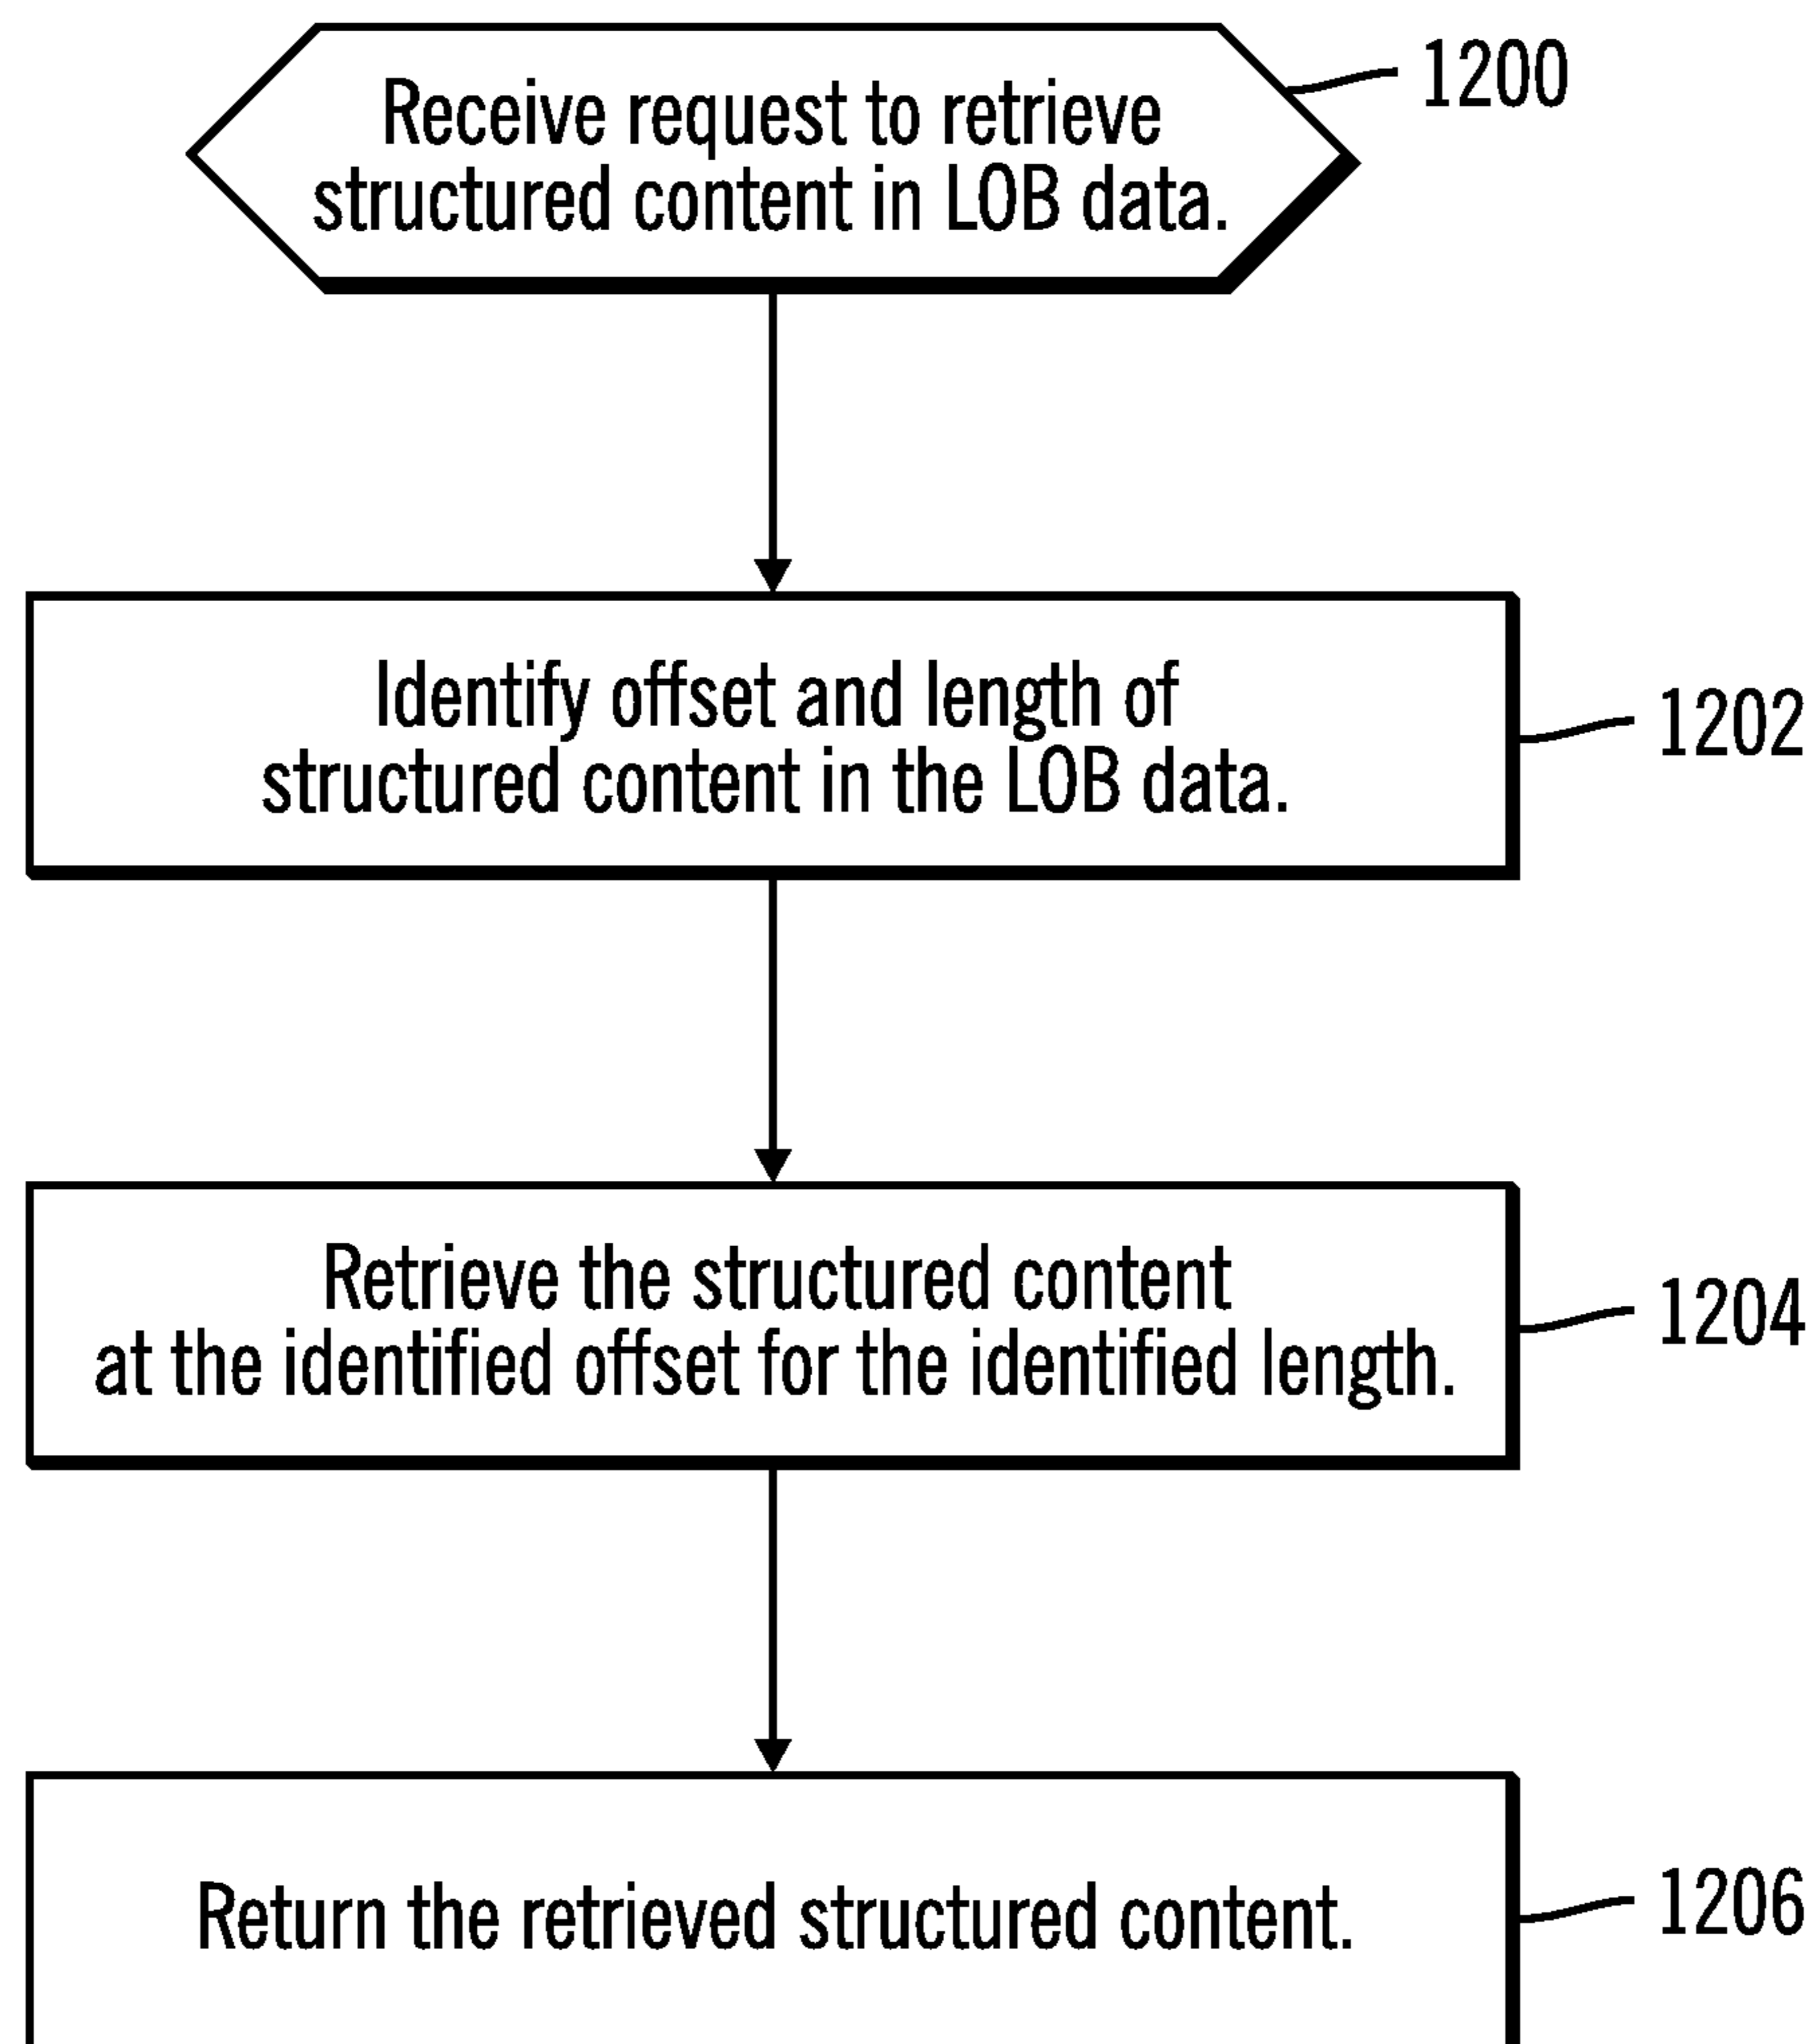 Receive request to retrieve
structured content in LOB data.
1200
Identify offset and length of
structured content in the LOB data.
1202
Retrieve the structured content
at the identified offset for the identified length.
1204
Return the retrieved structured content.
1206